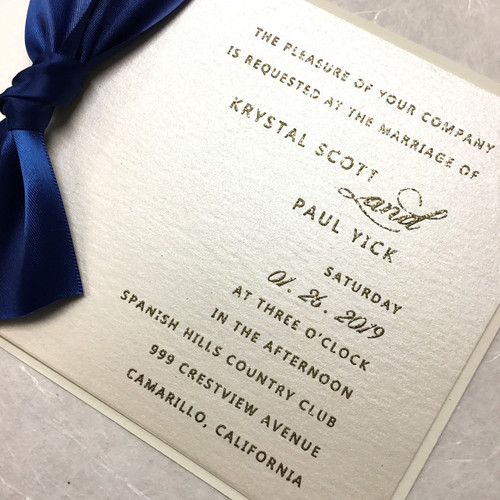 THE PLEASURE OF YOUR COMPANY
IS REQUESTED AT THE MARRIAGE OF
KRYSTAL SCOTT
and
PAUL YICK
SATURDAY
01. 26. 2019
AT THREE O'CLOCK
IN THE AFTERNOON
SPANISH HILLS COUNTRY CLUB
999 CRESTVIEW AVENUE
CAMARILLO, CALIFORNIA